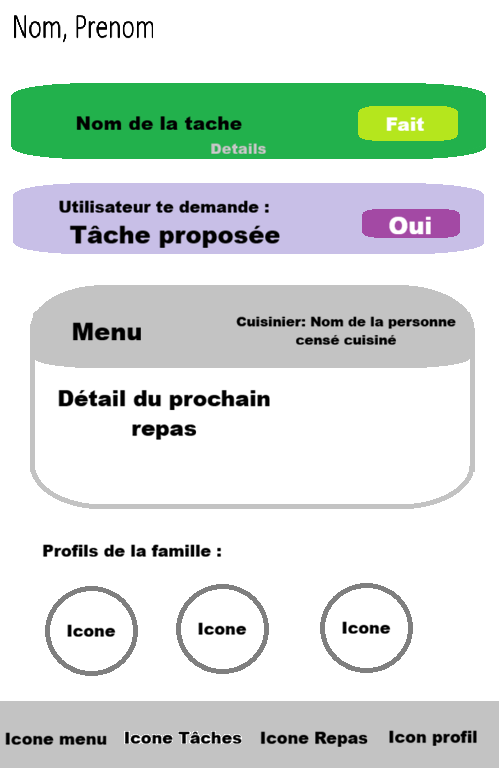 Nom, Prenom
Nom de la tache
Fait
Details
Utilisateur te demande :
Tâche proposée
Oui
Menu
Cuisinier: Nom de la personne
censé cuisiné
Détail du prochain
repas
Profils de la famille :
Icone
Icone
Icone
Icone menu
Icone Tâches
Icone Repas
Icon profil